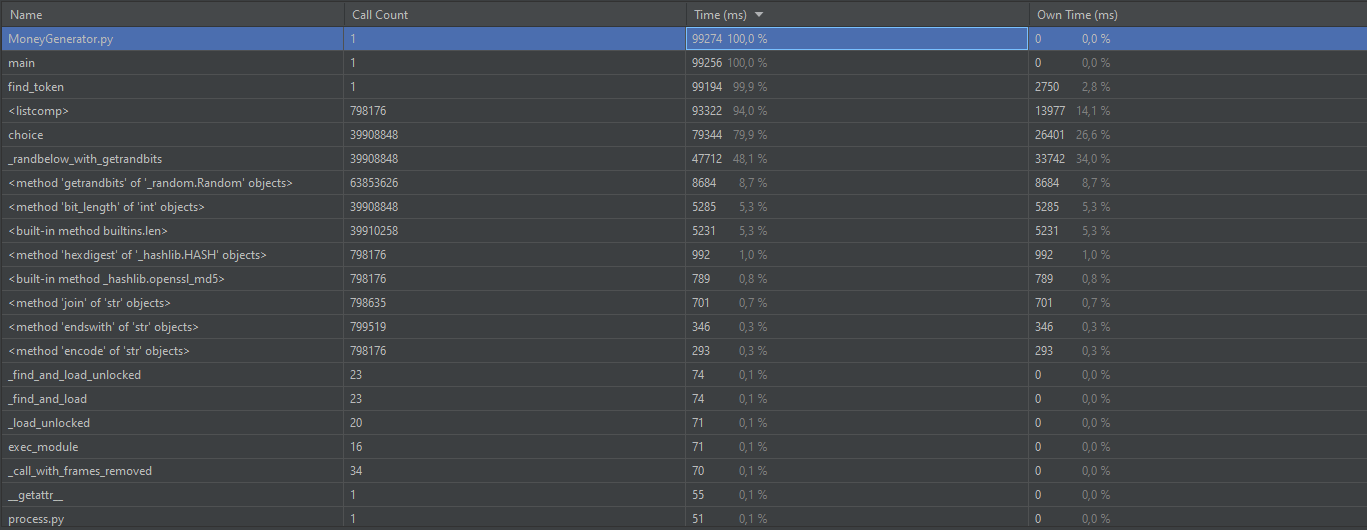 Name Call Count Time (ms) Own Time (ms)
MoneyGenerator.py 1 99274 100,0 % 0 0,0 %
main 1 99256 100,0 % 0 0,0 %
find_token 1 99194 99,9 % 2750 2,8 %
<listcomp> 798176 93322 94,0 % 13977 14,1 %
choice 39908848 79344 79,9 % 26401 26,6 %
_randbelow_with_getrandbits 39908848 47712 48,1 % 33742 34,0 %
<method 'getrandbits' of '_random.Random' objects> 63853626 8684 8,7 % 8684 8,7 %
<method 'bit_length' of 'int' objects> 39908848 5285 5,3 % 5285 5,3 %
<built-in method builtins.len> 39910258 5231 5,3 % 5231 5,3 %
<method 'hexdigest' of '_hashlib.HASH' objects> 798176 992 1,0 % 992 1,0 %
<built-in method _hashlib.openssl_md5> 798176 789 0,8 % 789 0,8 %
<method 'join' of 'str' objects> 798635 701 0,7 % 701 0,7 %
<method 'endswith' of 'str' objects> 799519 346 0,3 % 346 0,3 %
<method 'encode' of 'str' objects> 798176 293 0,3 % 293 0,3 %
_find_and_load_unlocked 23 74 0,1 % 0 0,0 %
_find_and_load 23 74 0,1 % 0 0,0 %
_load_unlocked 20 71 0,1 % 0 0,0 %
exec_module 16 71 0,1 % 0 0,0 %
_call_with_frames_removed 34 70 0,1 % 0 0,0 %
__getattr__ 1 55 0,1 % 0 0,0 %
process.py 1 51 0,1 % 0 0,0 %